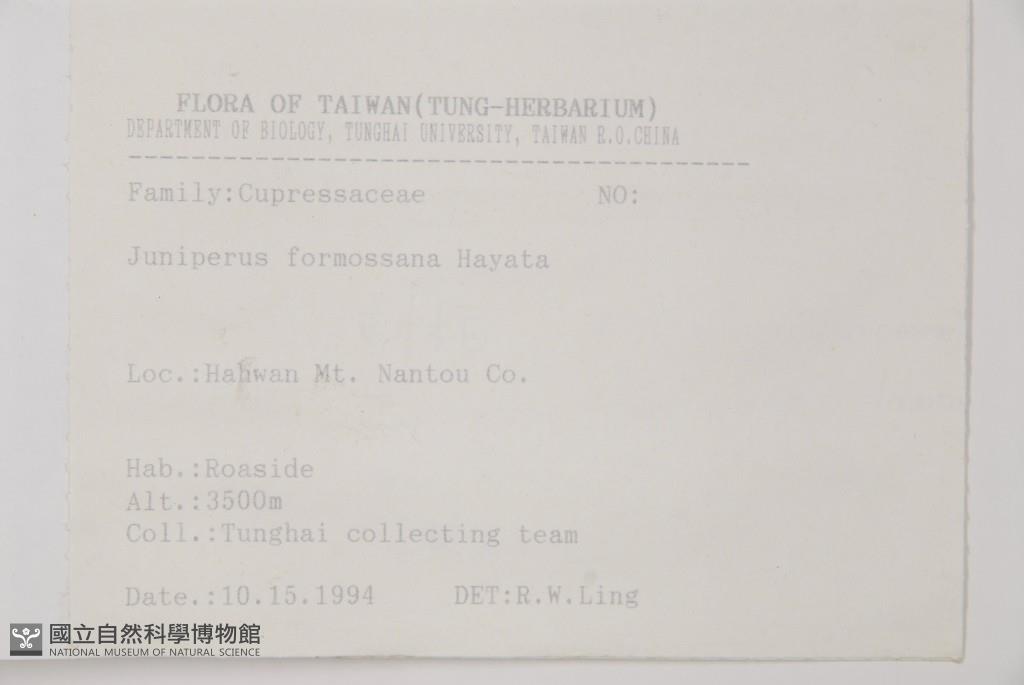 FLORA OF TAIWAN(TUNG-HERBARIUM)
DEPARTMENT OF BIOLOGY, TUNGHAI UNIVERSITY, TAIWAN R.O.CHINA
----------------------------------------
Family:Cupressaceae NO:
Juniperus formossana Hayata
Loc.:Hahwan Mt. Nantou Co.
Hab.:Roaside
Alt.:3500m
Coll.:Tunghai collecting team
Date.:10.15.1994 DET:R.W.Ling
國立自然科學博物館
NATIONAL MUSEUM OF NATURAL SCIENCE